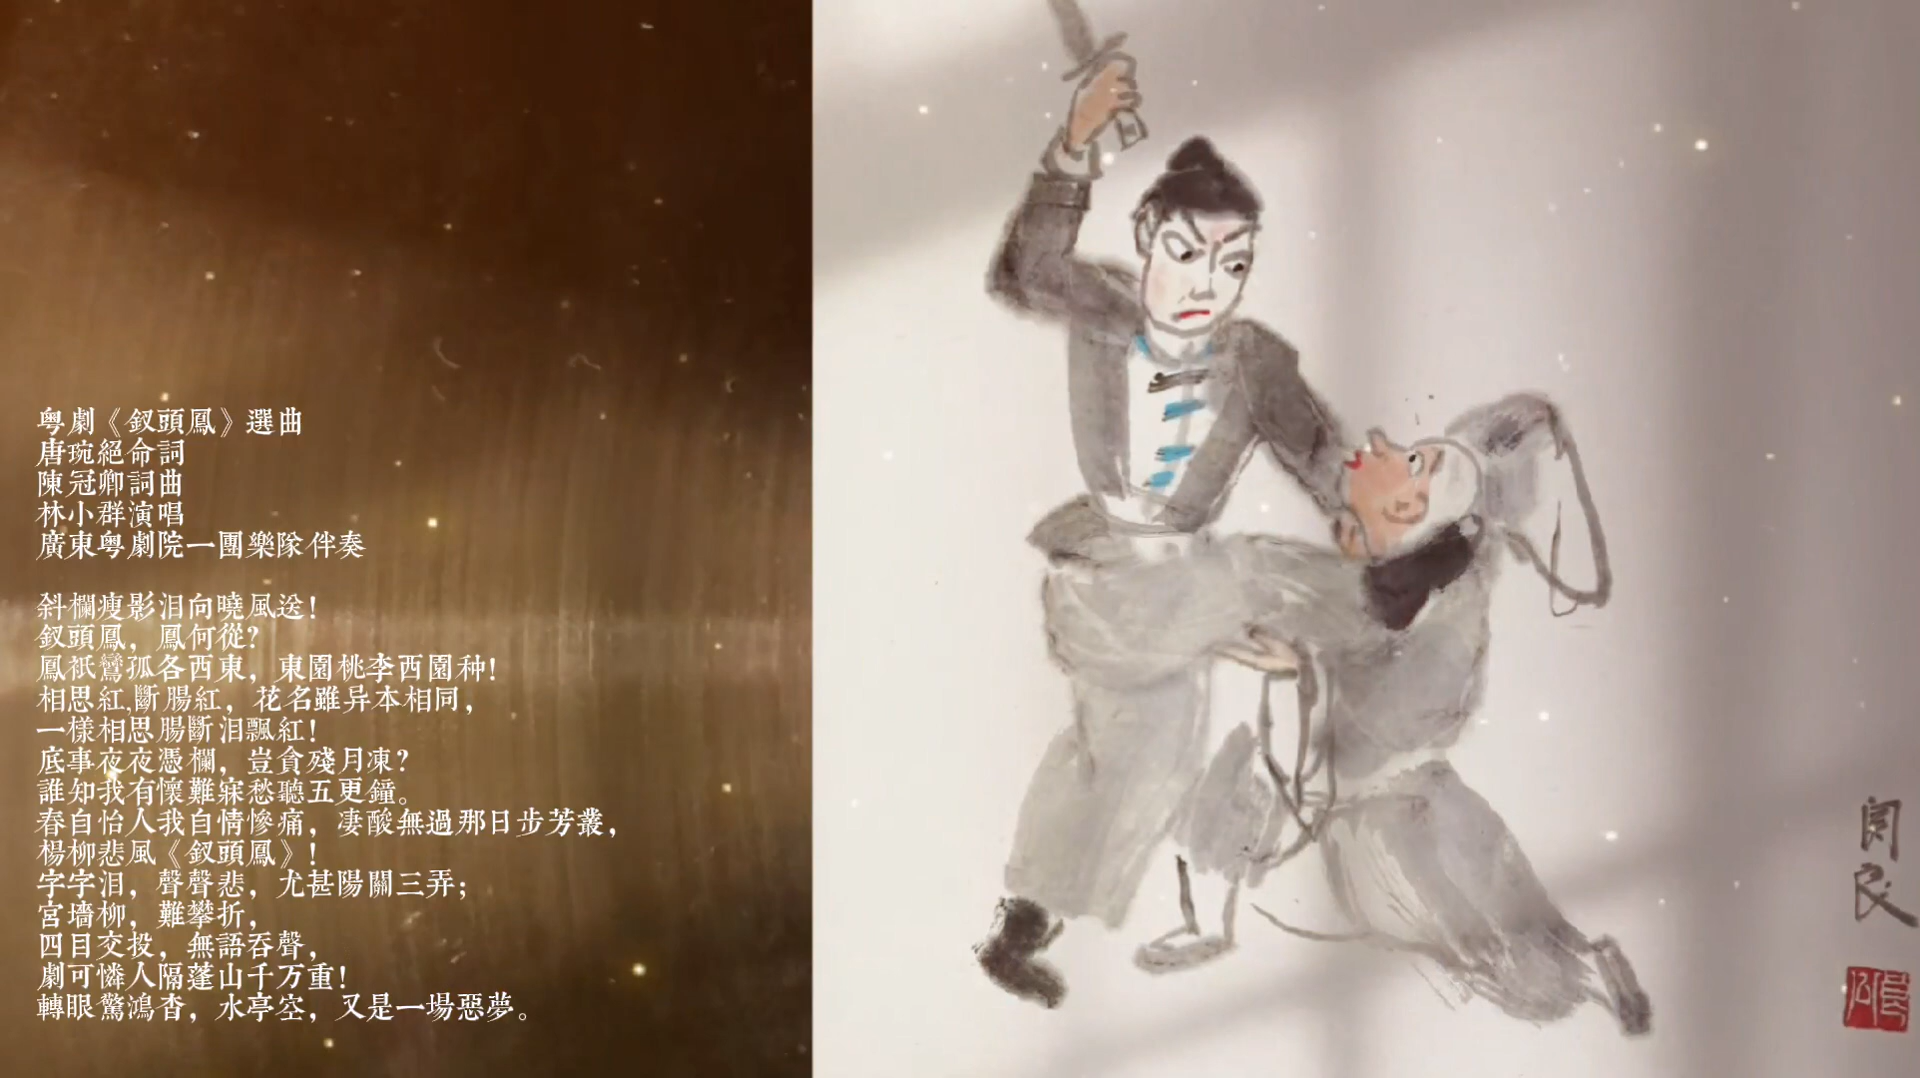 粵劇《釵頭鳳》選曲
唐琬絕命詞
陳冠卿詞曲
林小群演唱
廣東粵劇院一團樂隊伴奏
斜欄瘦影泪向曉風送!
釵頭鳳，鳳何從?
鳳祇鸞孤各西東，東園桃李西園种!
相思紅,斷腸紅，花名雖异本相同，
一樣相思腸斷泪飄紅!
底事夜夜憑欄，豈貪殘月凍?
誰知我有懷難寐愁聽五更鐘。
春自怡人我自情慘痛，凄酸無過那日步芳叢，
楊柳悲風《釵頭鳳》!
字字泪，聲聲悲，尤甚陽關三弄;
宮墻柳，難攀折，
四目交投，無語吞聲，
劇可憐人隔蓬山千万重!
轉眼驚鴻杳，水亭空，又是一場惡夢。
良